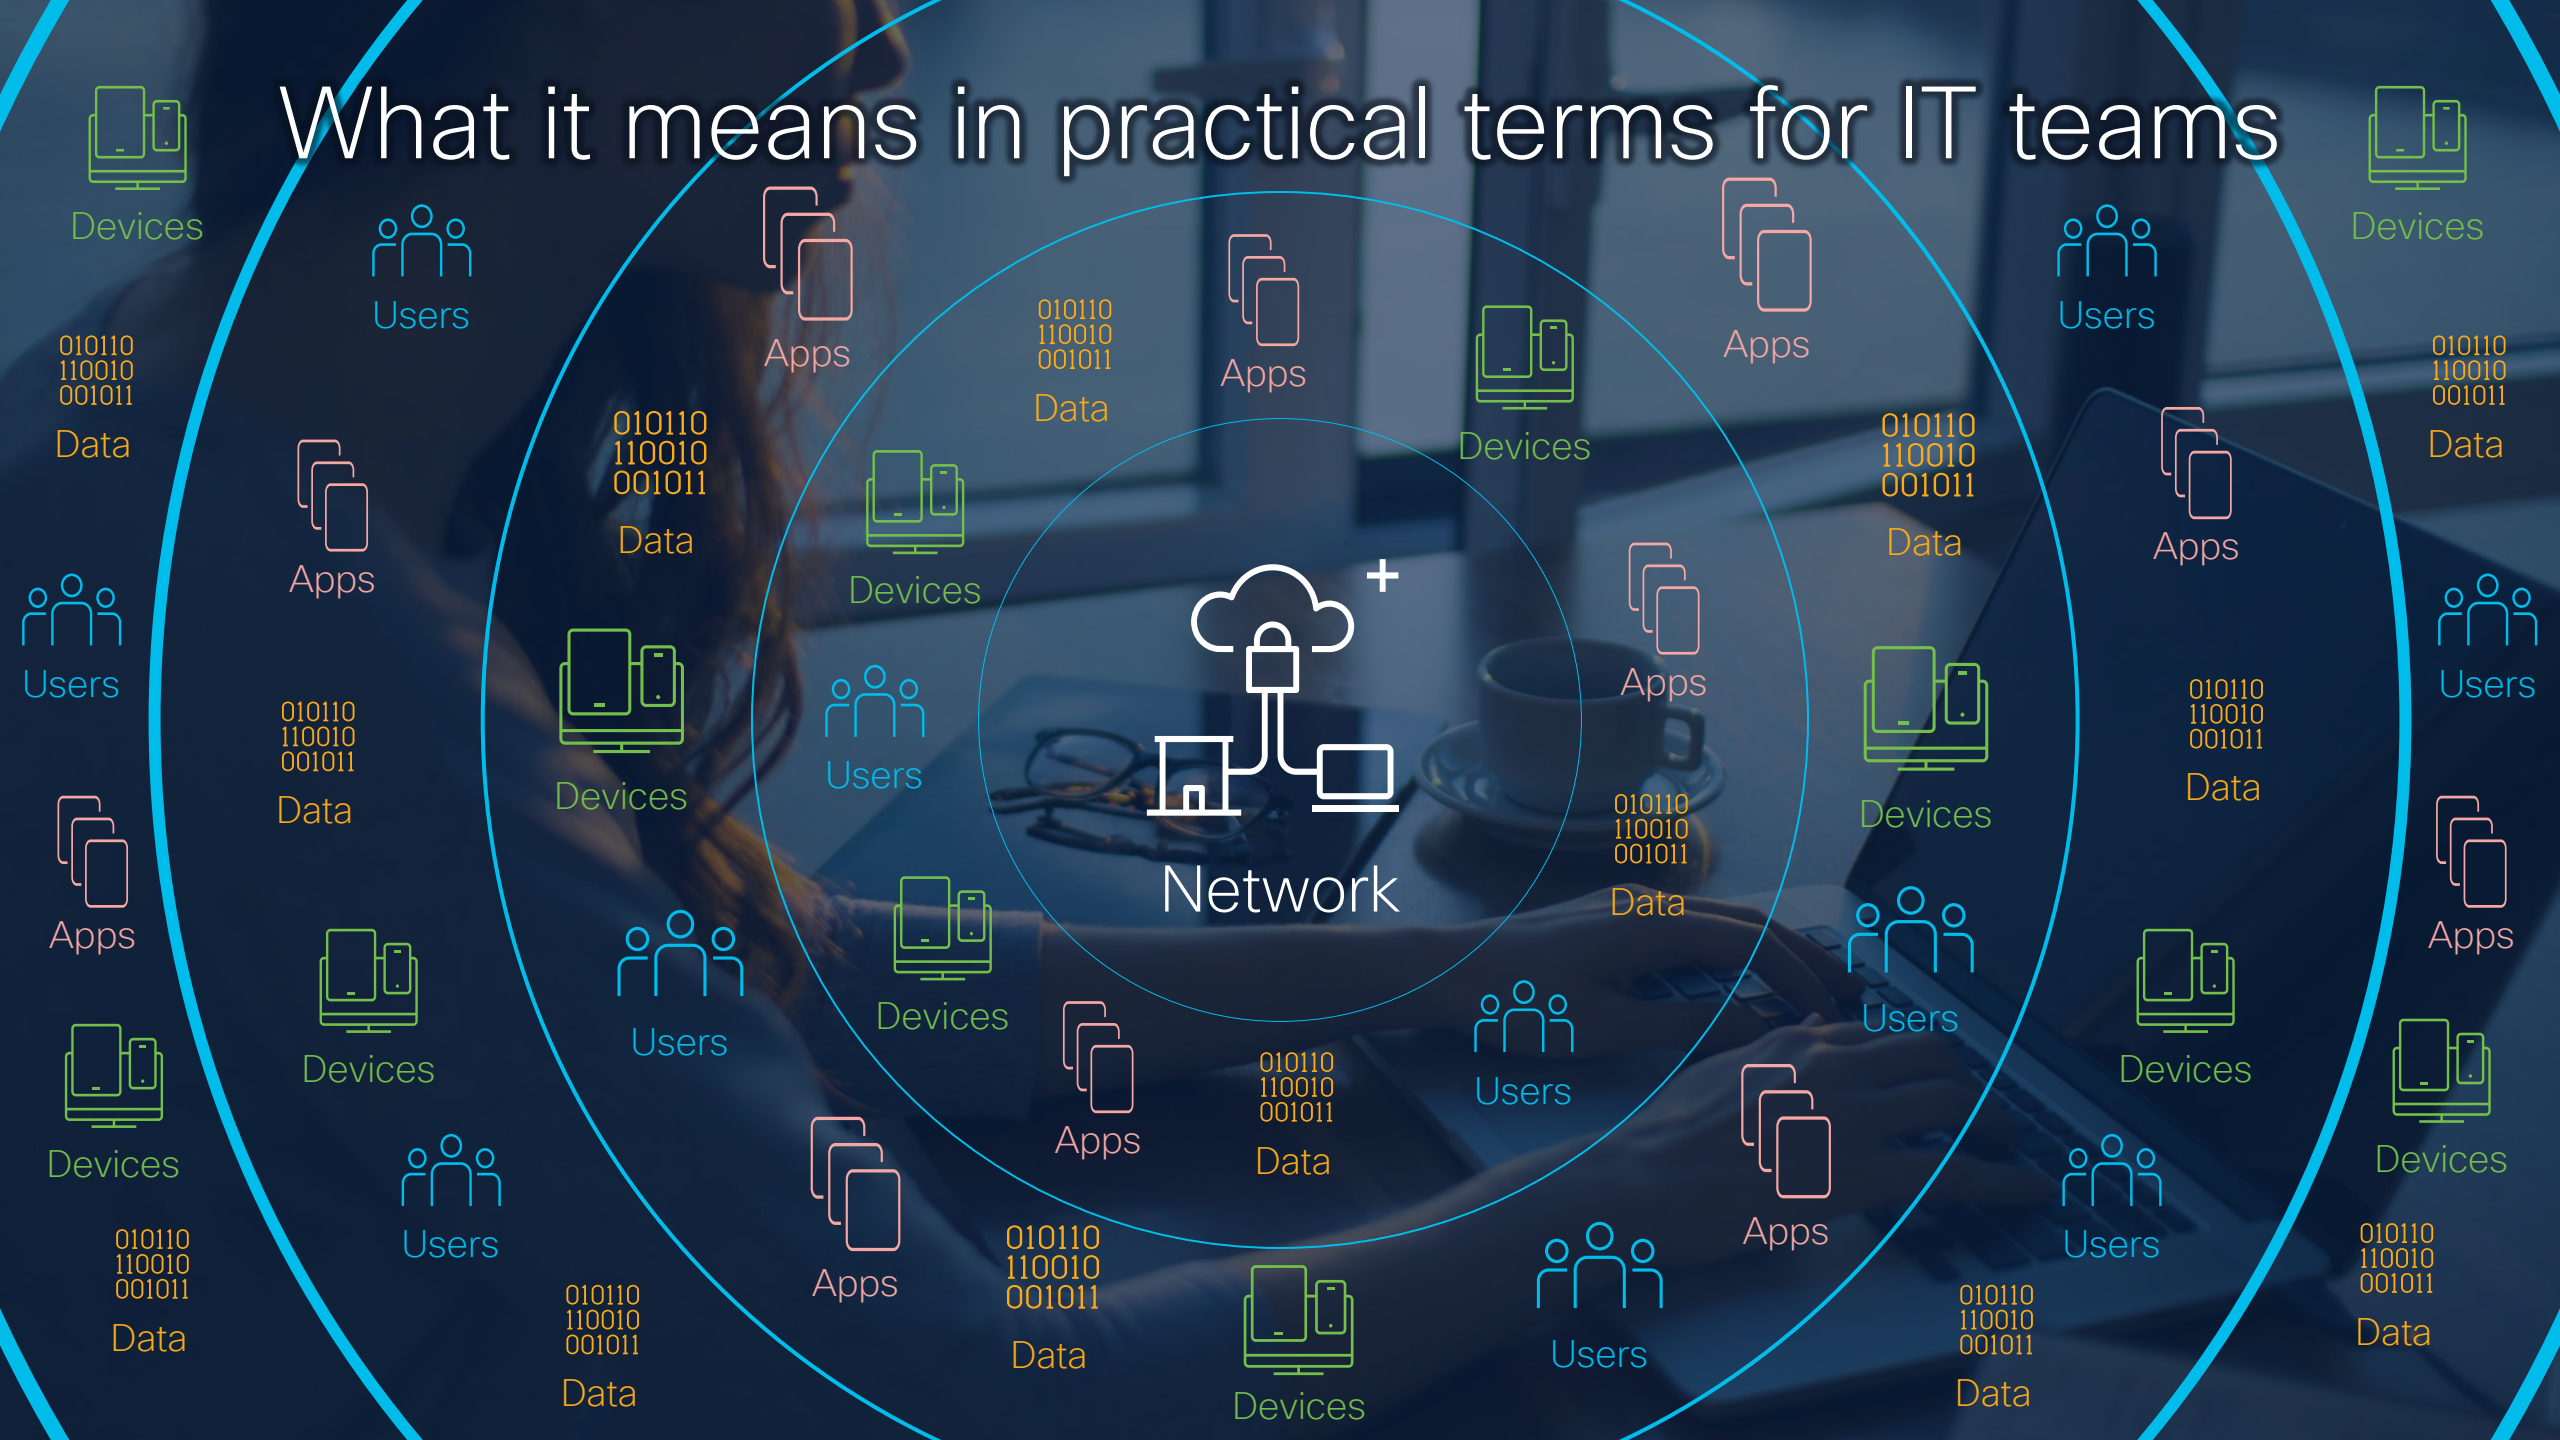 What it means in practical terms for IT teams
Devices
Devices
Users
Users
Apps
Apps
010110
110010
001011
Data
Apps
Devices
010110
110010
001011
Data
010110
110010
001011
Data
010110
110010
001011
Data
010110
110010
001011
Data
Apps
Devices
Apps
Apps
Users
Users
010110
110010
001011
Data
Devices
Users
010110
110010
001011
Data
Devices
010110
110010
001011
Data
Network
Apps
Apps
Devices
Users
Devices
Users
Devices
Devices
Apps
Users
Devices
010110
110010
001011
Data
Devices
Users
Apps
Apps
Users
010110
110010
001011
Data
010110
110010
001011
Data
010110
110010
001011
Data
Users
010110
110010
001011
Data
010110
110010
001011
Data
Devices